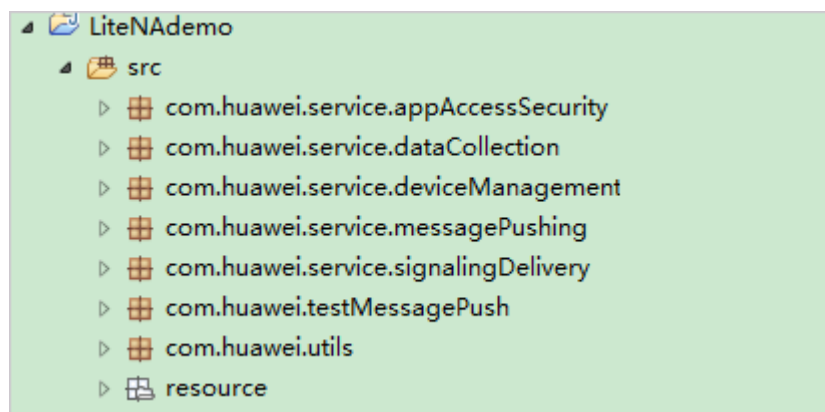 LiteNAdemo
src
com.huawei.service.appAccessSecurity
com.huawei.service.dataCollection
com.huawei.service.deviceManagement
com.huawei.service.messagePushing
com.huawei.service.signalingDelivery
com.huawei.testMessagePush
com.huawei.utils
resource